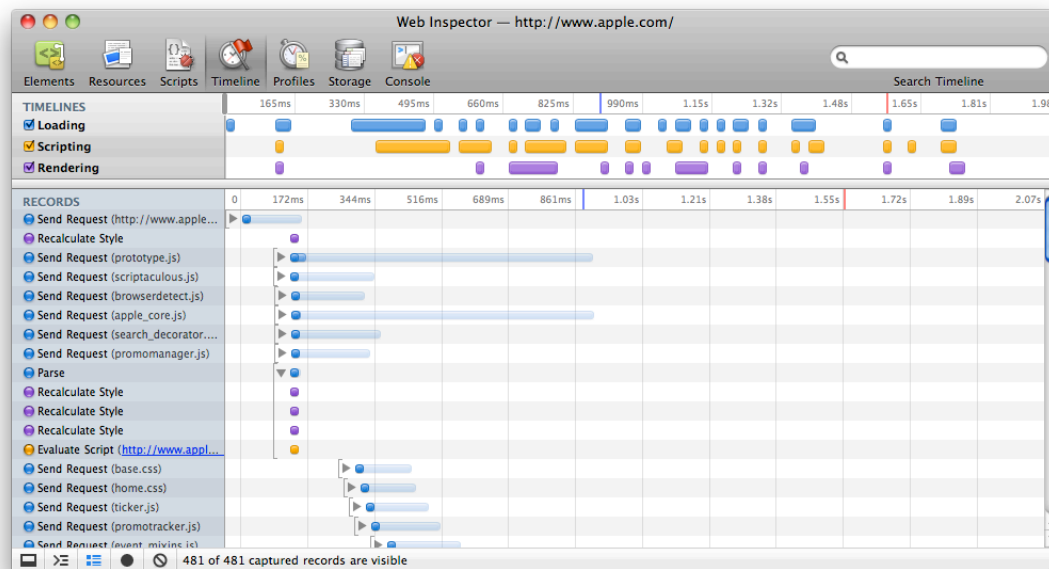 Web Inspector — http://www.apple.com/
Elements Resources Scripts Timeline Profiles Storage Console
Search Timeline
TIMELINES 165ms 330ms 495ms 660ms 825ms 990ms 1.15s 1.32s 1.48s 1.65s 1.81s 1.98
Loading
Scripting
Rendering
RECORDS 0 172ms 344ms 516ms 689ms 861ms 1.03s 1.21s 1.38s 1.55s 1.72s 1.89s 2.07s
Send Request (http://www.apple...
Recalculate Style
Send Request (prototype.js)
Send Request (scriptaculous.js)
Send Request (browserdetect.js)
Send Request (apple_core.js)
Send Request (search_decorator....
Send Request (promomanager.js)
Parse
Recalculate Style
Recalculate Style
Recalculate Style
Evaluate Script (http://www.appl...
Send Request (base.css)
Send Request (home.css)
Send Request (ticker.js)
Send Request (promotracker.js)
Send Request (event_mixins.js)
481 of 481 captured records are visible